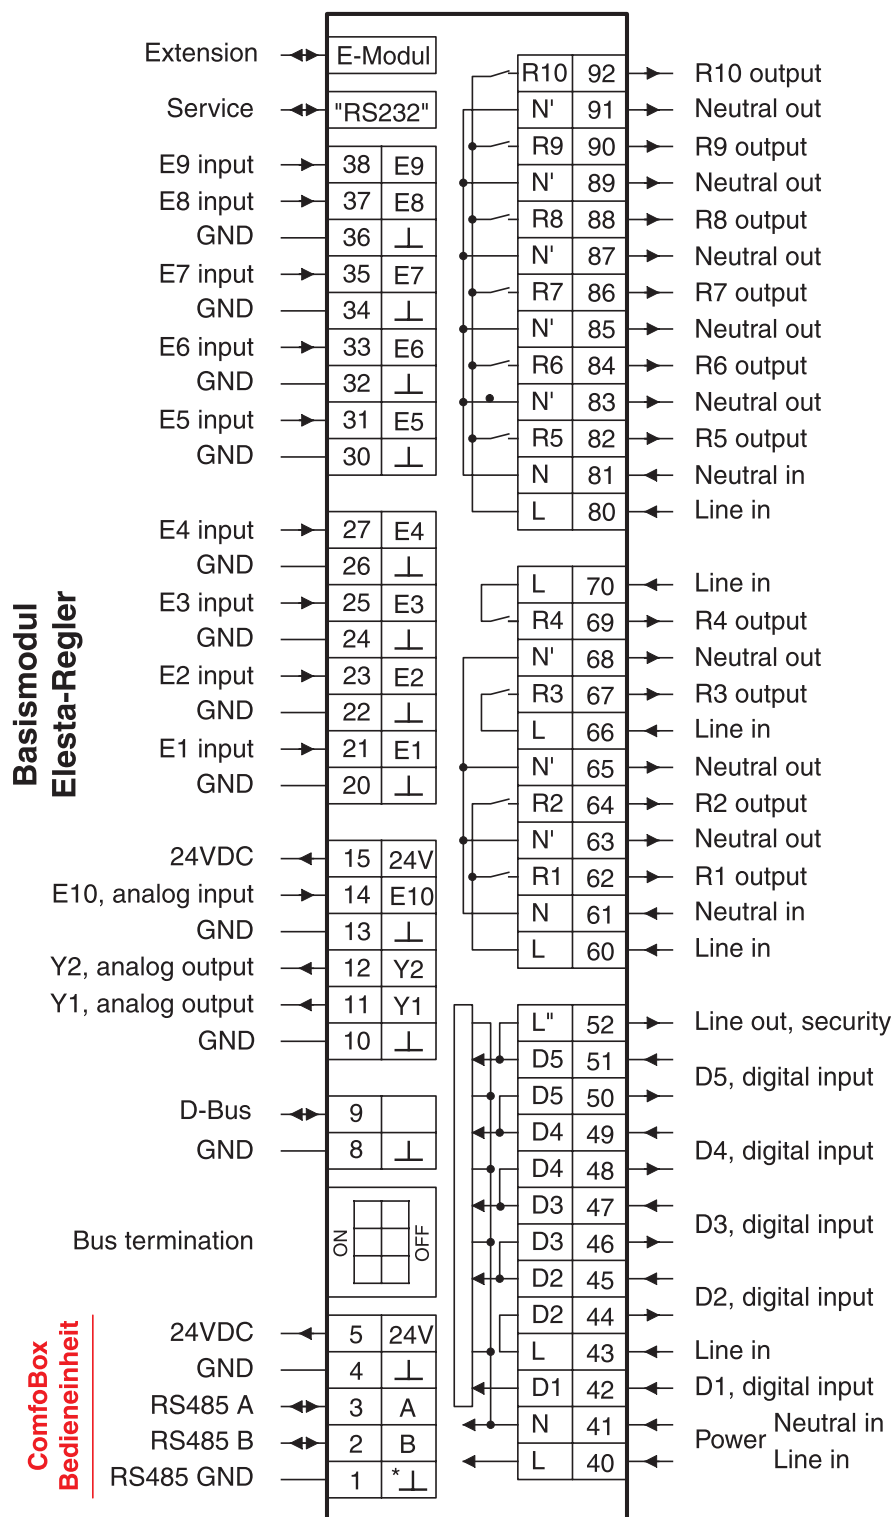 Basismodul
Elesta-Regler
Extension E-Modul
Service "RS232"
E9 input 38 E9
E8 input 37 E8
GND 36
E7 input 35 E7
GND 34
E6 input 33 E6
GND 32
E5 input 31 E5
GND 30
E4 input 27 E4
GND 26
E3 input 25 E3
GND 24
E2 input 23 E2
GND 22
E1 input 21 E1
GND 20
24VDC 15 24V
E10, analog input 14 E10
GND 13
Y2, analog output 12 Y2
Y1, analog output 11 Y1
GND 10
D-Bus 9
GND 8
Bus termination ON OFF
ComfoBox
Bedieneinheit
24VDC 5 24V
GND 4
RS485 A 3 A
RS485 B 2 B
RS485 GND 1 *
R10 92 R10 output
N' 91 Neutral out
R9 90 R9 output
N' 89 Neutral out
R8 88 R8 output
N' 87 Neutral out
R7 86 R7 output
N' 85 Neutral out
R6 84 R6 output
N' 83 Neutral out
R5 82 R5 output
N 81 Neutral in
L 80 Line in
L 70 Line in
R4 69 R4 output
N' 68 Neutral out
R3 67 R3 output
L 66 Line in
N' 65 Neutral out
R2 64 R2 output
N' 63 Neutral out
R1 62 R1 output
N 61 Neutral in
L 60 Line in
L" 52 Line out, security
D5 51
D5, digital input
D5 50
D4 49
D4, digital input
D4 48
D3 47
D3, digital input
D3 46
D2 45
D2, digital input
D2 44
L 43 Line in
D1 42 D1, digital input
N 41 Neutral in
Power
L 40 Line in